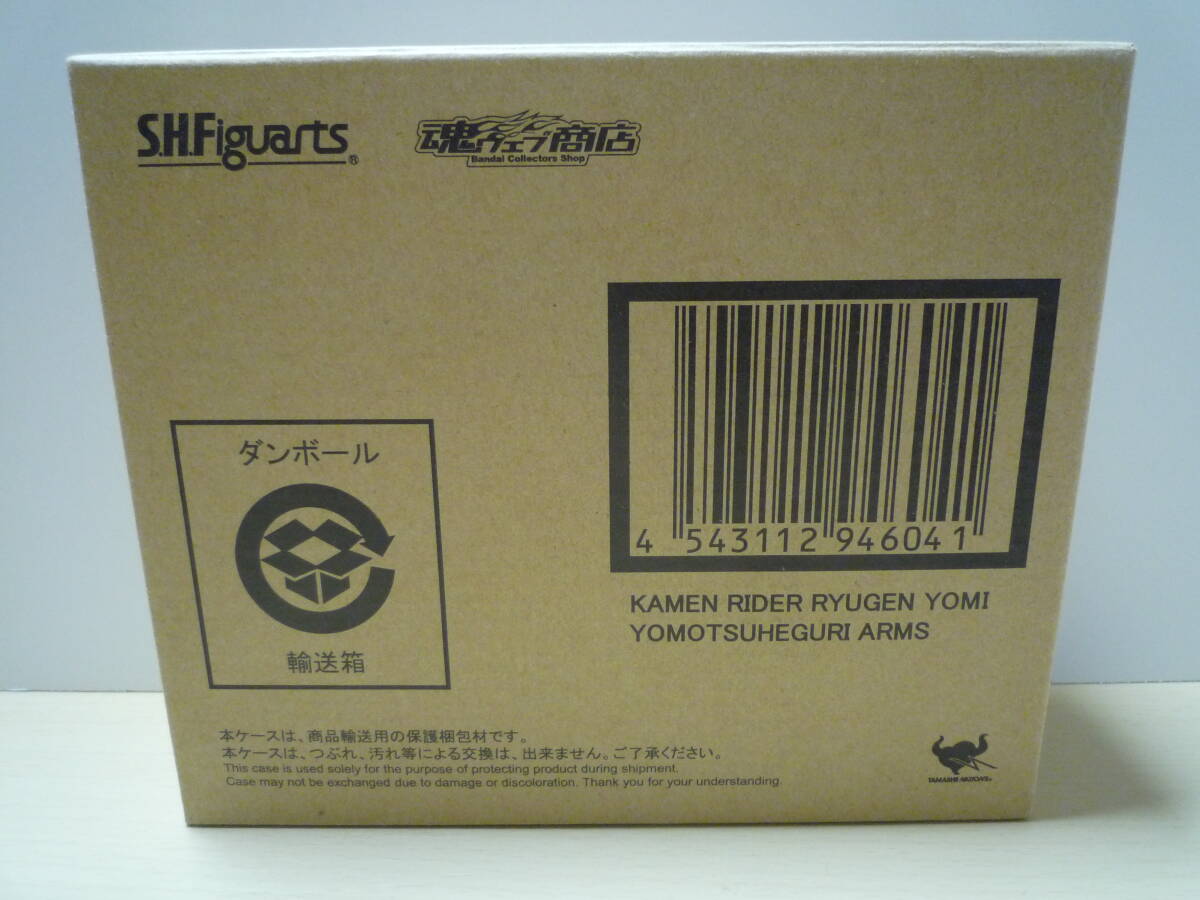 S.H.Figuarts®
魂ウェブ商店
Bandai Collectors Shop
4 543112 946041
KAMEN RIDER RYUGEN YOMI
YOMOTSUHEGURI ARMS
ダンボール
輸送箱
本ケースは、商品輸送用の保護梱包材です。
本ケースは、つぶれ、汚れ等による交換は、出来ません。ご了承ください。
This case is used solely for the purpose of protecting product during shipment.
Case may not be exchanged due to damage or discoloration. Thank you for your understanding.
TAMASHII NATIONS